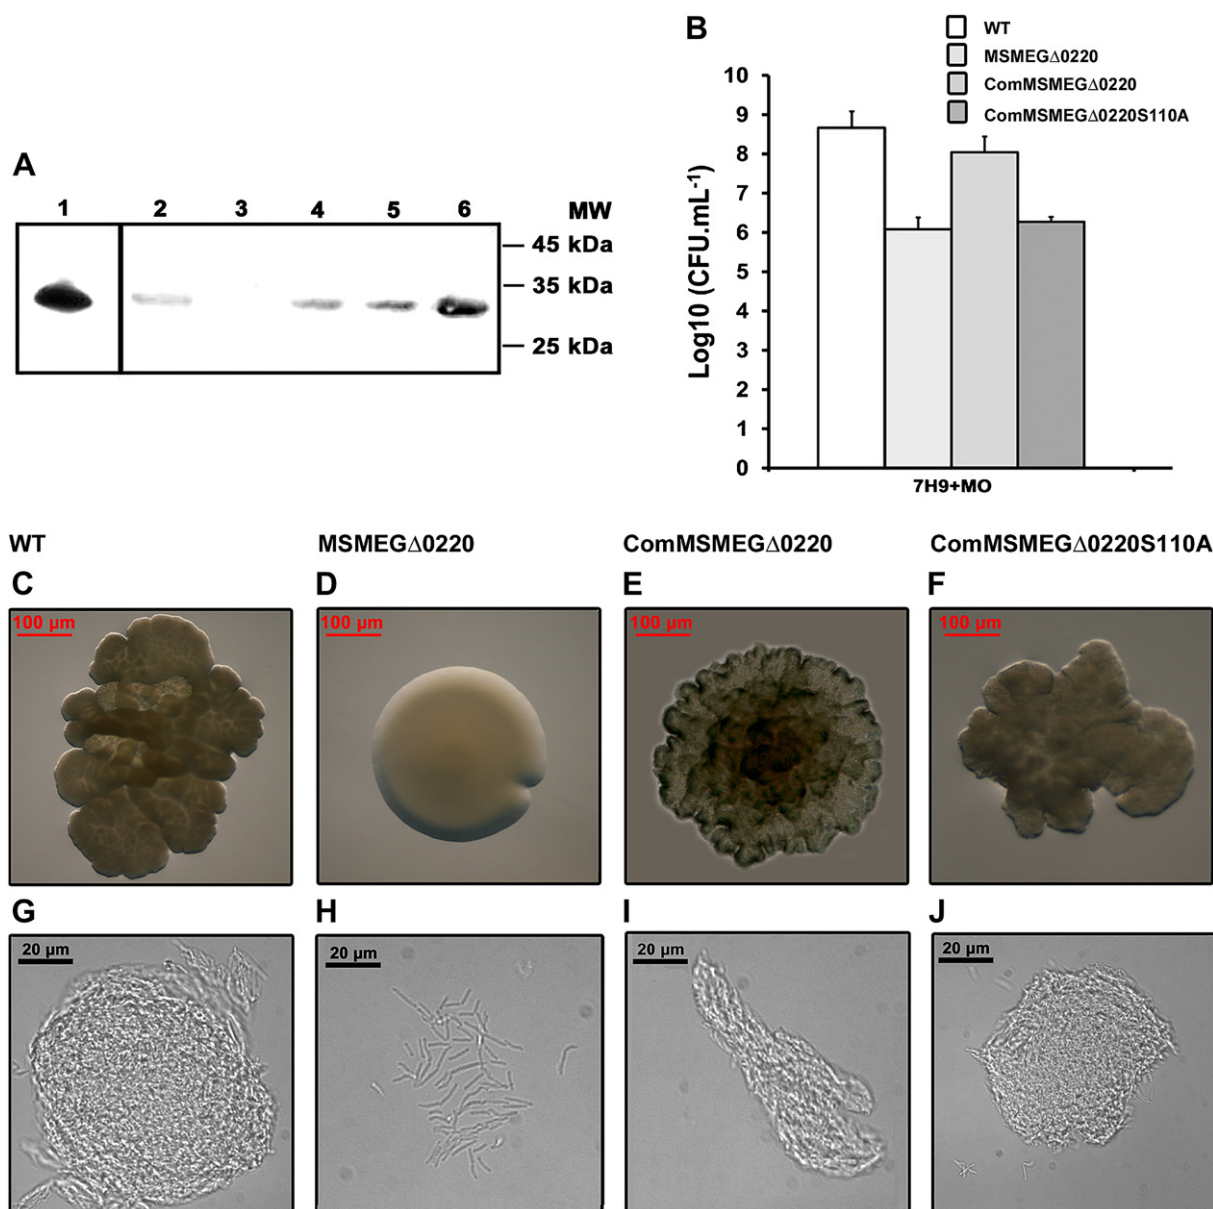 A
1 2 3 4 5 6 MW
45 kDa
35 kDa
25 kDa
B
WT
MSMEGΔ0220
ComMSMEGΔ0220
ComMSMEGΔ0220S110A
Log10 (CFU.mL-1)
10
9
8
7
6
5
4
3
2
1
0
7H9+MO
WT MSMEGΔ0220 ComMSMEGΔ0220 ComMSMEGΔ0220S110A
C D E F
100 µm 100 µm 100 µm 100 µm
G H I J
20 µm 20 µm 20 µm 20 µm